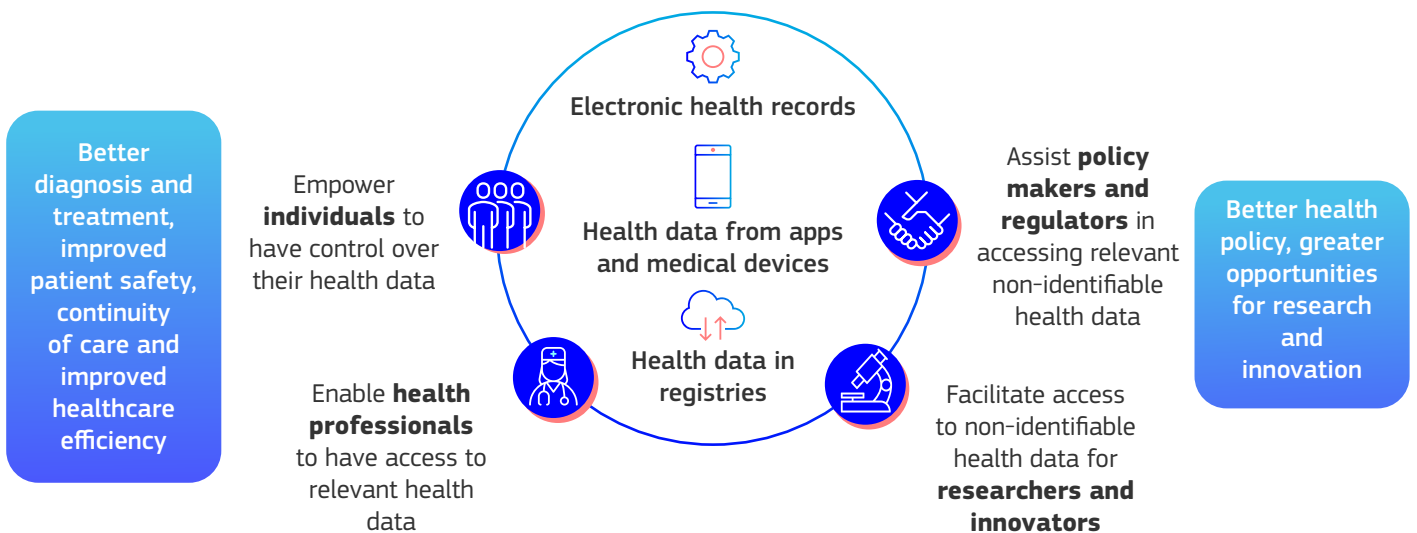 Better
diagnosis and
treatment,
improved
patient safety,
continuity
of care and
improved
healthcare
efficiency
Empower
individuals to
have control over
their health data
Enable health
professionals
to have access to
relevant health
data
Electronic health records
Health data from apps
and medical devices
Health data in
registries
Assist policy
makers and
regulators in
accessing relevant
non-identifiable
health data
Facilitate access
to non-identifiable
health data for
researchers and
innovators
Better health
policy, greater
opportunities
for research
and
innovation